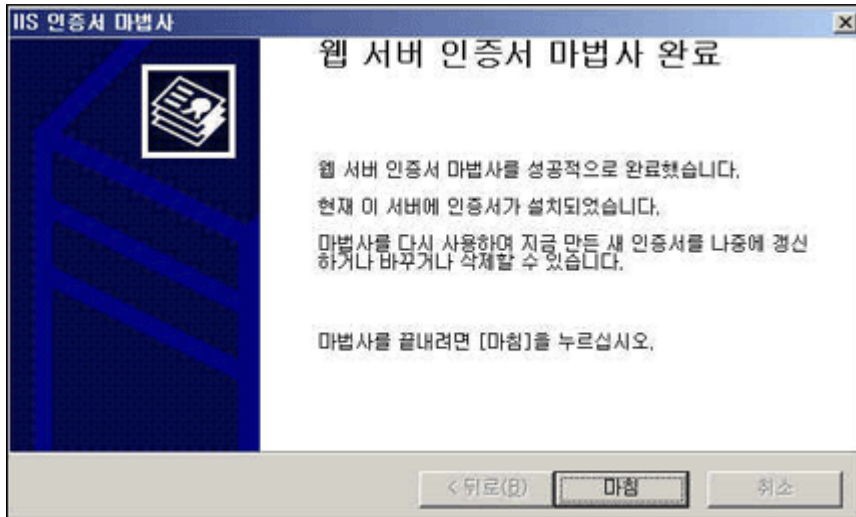 IIS 인증서 마법사
웹 서버 인증서 마법사 완료
웹 서버 인증서 마법사를 성공적으로 완료했습니다.
현재 이 서버에 인증서가 설치되었습니다.
마법사를 다시 사용하여 지금 만든 새 인증서를 나중에 갱신
하거나 바꾸거나 삭제할 수 있습니다.
마법사를 끝내려면 [마침]을 누르십시오.
< 뒤로(B) 마침 취소